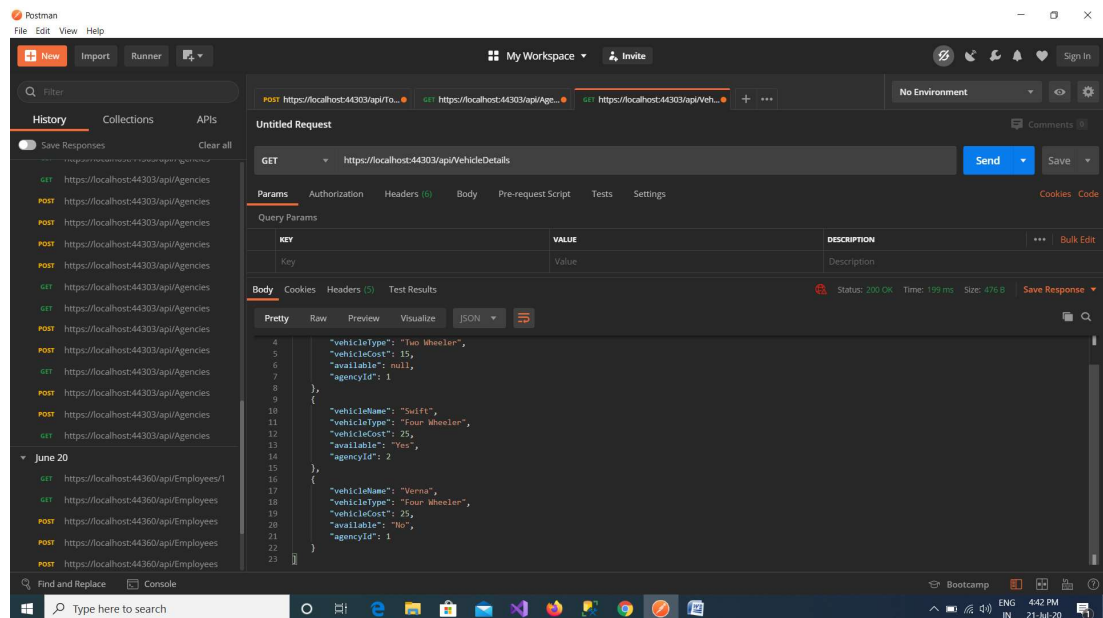 Postman
File Edit View Help
New Import Runner My Workspace Invite Sign In
Filter
History Collections APIs
Save Responses Clear all
GET https://localhost:44303/api/Agencies
POST https://localhost:44303/api/Agencies
POST https://localhost:44303/api/Agencies
POST https://localhost:44303/api/Agencies
POST https://localhost:44303/api/Agencies
GET https://localhost:44303/api/Agencies
GET https://localhost:44303/api/Agencies
POST https://localhost:44303/api/Agencies
POST https://localhost:44303/api/Agencies
GET https://localhost:44303/api/Agencies
POST https://localhost:44303/api/Agencies
POST https://localhost:44303/api/Agencies
GET https://localhost:44303/api/Agencies
June 20
GET https://localhost:44360/api/Employees/1
GET https://localhost:44360/api/Employees
POST https://localhost:44360/api/Employees
POST https://localhost:44360/api/Employees
POST https://localhost:44360/api/Employees
POST https://localhost:44303/api/To... GET https://localhost:44303/api/Age... GET https://localhost:44303/api/Veh...
No Environment
Untitled Request Comments 0
GET https://localhost:44303/api/VehicleDetails Send Save
Params Authorization Headers (6) Body Pre-request Script Tests Settings Cookies Code
Query Params
KEY VALUE DESCRIPTION Bulk Edit
Key Value Description
Body Cookies Headers (5) Test Results Status: 200 OK Time: 199 ms Size: 476 B Save Response
Pretty Raw Preview Visualize JSON
4 "vehicleType": "Two Wheeler",
5 "vehicleCost": 15,
6 "available": null,
7 "agencyId": 1
8 },
9 {
10 "vehicleName": "Swift",
11 "vehicleType": "Four Wheeler",
12 "vehicleCost": 25,
13 "available": "Yes",
14 "agencyId": 2
15 },
16 {
17 "vehicleName": "Verna",
18 "vehicleType": "Four Wheeler",
19 "vehicleCost": 25,
20 "available": "No",
21 "agencyId": 1
22 }
23 ]
Find and Replace Console Bootcamp
Type here to search
ENG 4:42 PM
IN 21-Jul-20